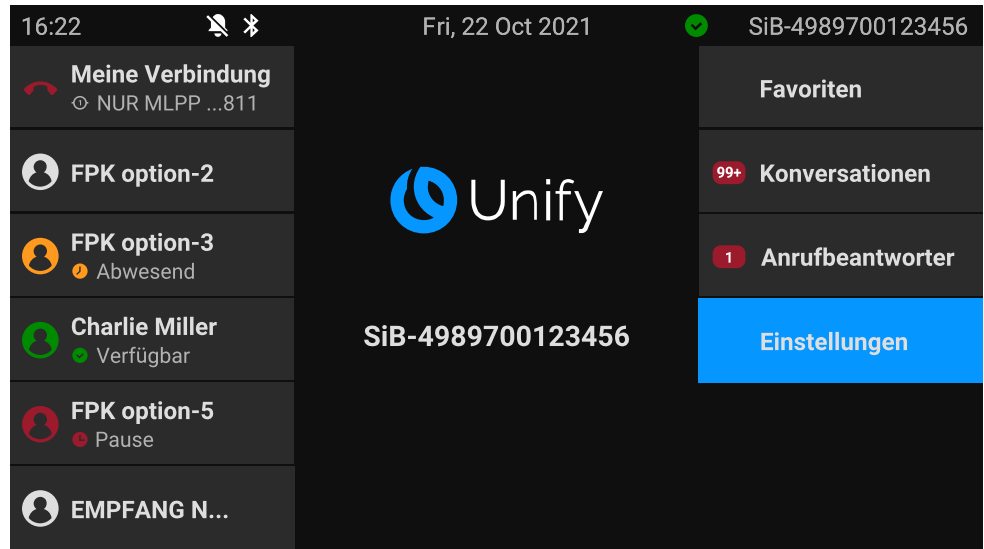 16:22
Fri, 22 Oct 2021
SiB-4989700123456
Meine Verbindung
NUR MLPP ...811
FPK option-2
FPK option-3
Abwesend
Charlie Miller
Verfügbar
FPK option-5
Pause
EMPFANG N...
Unify
SiB-4989700123456
Favoriten
99+ Konversationen
1 Anrufbeantworter
Einstellungen